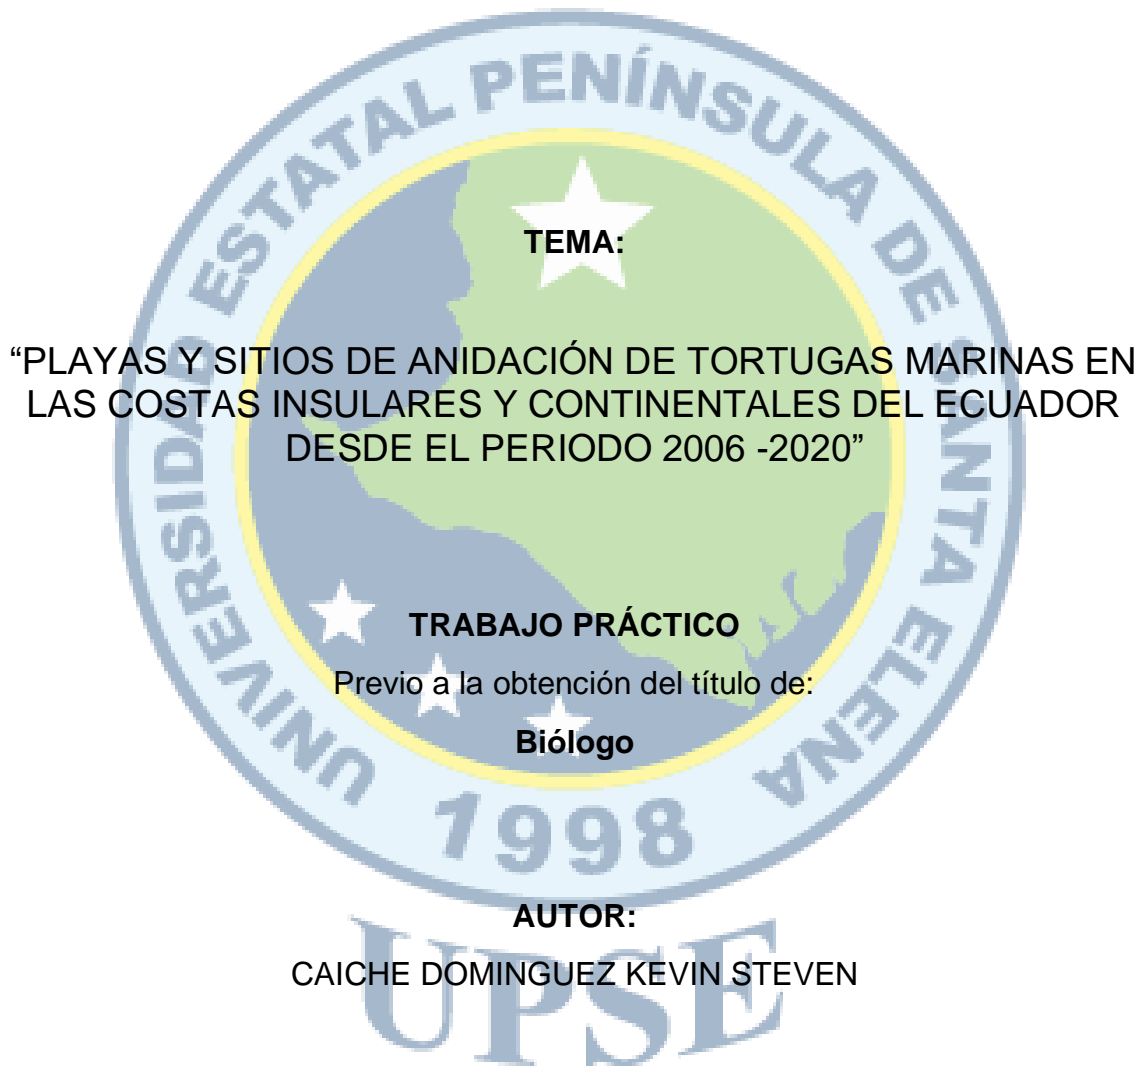 UNIVERSIDAD ESTATAL PENÍNSULA DE SANTA ELENA
TEMA:
“PLAYAS Y SITIOS DE ANIDACIÓN DE TORTUGAS MARINAS EN
LAS COSTAS INSULARES Y CONTINENTALES DEL ECUADOR
DESDE EL PERIODO 2006 -2020”
TRABAJO PRÁCTICO
Previo a la obtención del título de:
Biólogo
1998
AUTOR:
CAICHE DOMINGUEZ KEVIN STEVEN
UPSE